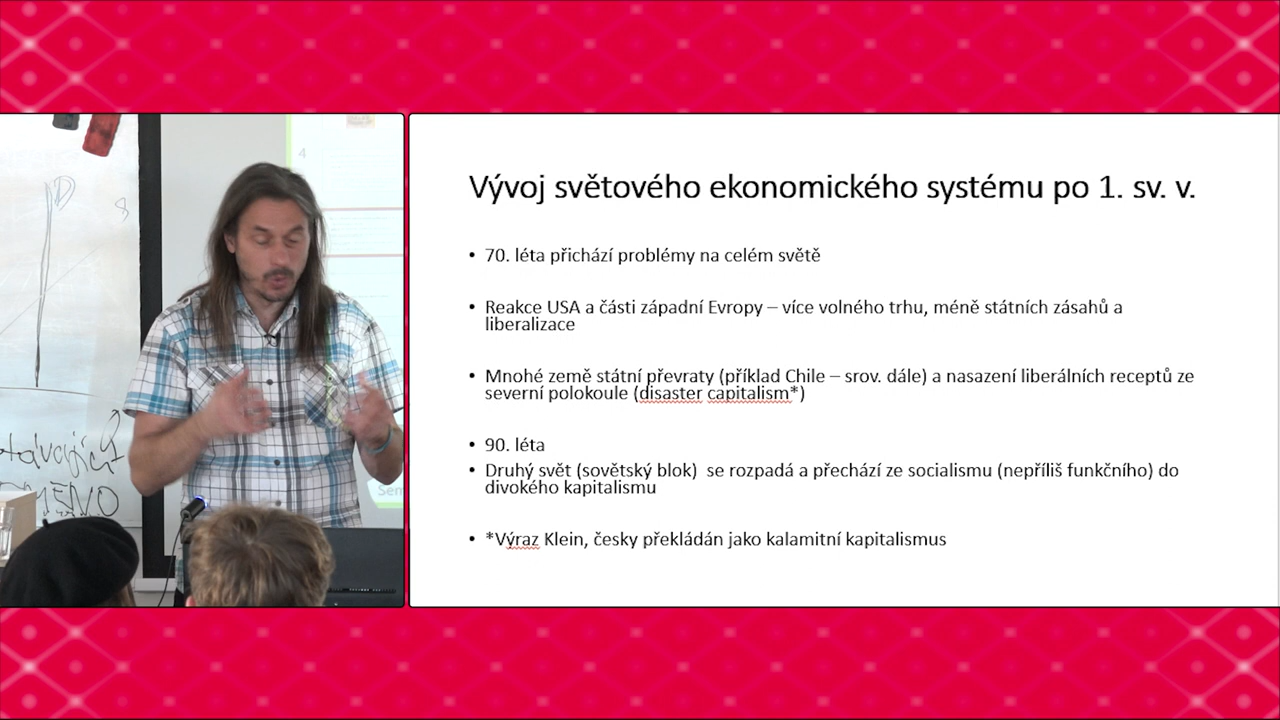 Vývoj světového ekonomického systému po 1. sv. v.
• 70. léta přichází problémy na celém světě
• Reakce USA a části západní Evropy – více volného trhu, méně státních zásahů a
liberalizace
• Mnohé země státní převraty (příklad Chile – srov. dále) a nasazení liberálních receptů ze
severní polokoule (disaster capitalism*)
• 90. léta
• Druhý svět (sovětský blok)  se rozpadá a přechází ze socialismu (nepříliš funkčního) do
divokého kapitalismu
• *Výraz Klein, česky překládán jako kalamitní kapitalismus
4
D
8
Sem